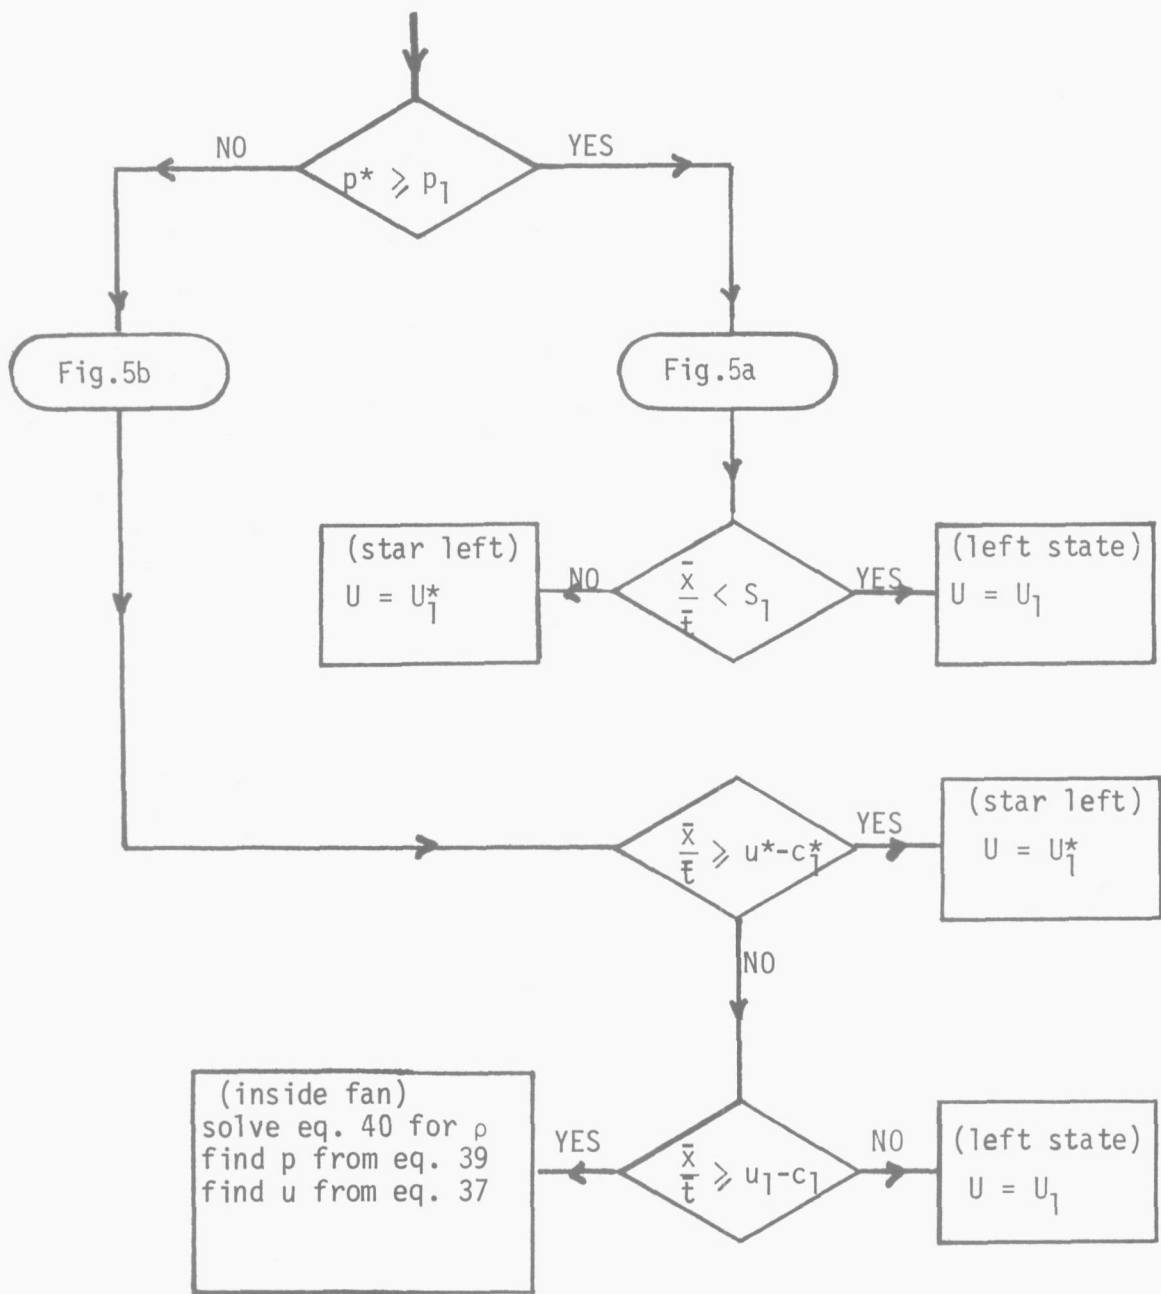 NO
YES
p* ⩾ p₁
Fig.5b
Fig.5a
(star left)
U = U₁*
NO
x̄/t̄ < S₁
YES
(left state)
U = U₁
x̄/t̄ ⩾ u*-c₁*
YES
(star left)
U = U₁*
NO
(inside fan)
solve eq. 40 for ρ
find p from eq. 39
find u from eq. 37
YES
x̄/t̄ ⩾ u₁-c₁
NO
(left state)
U = U₁